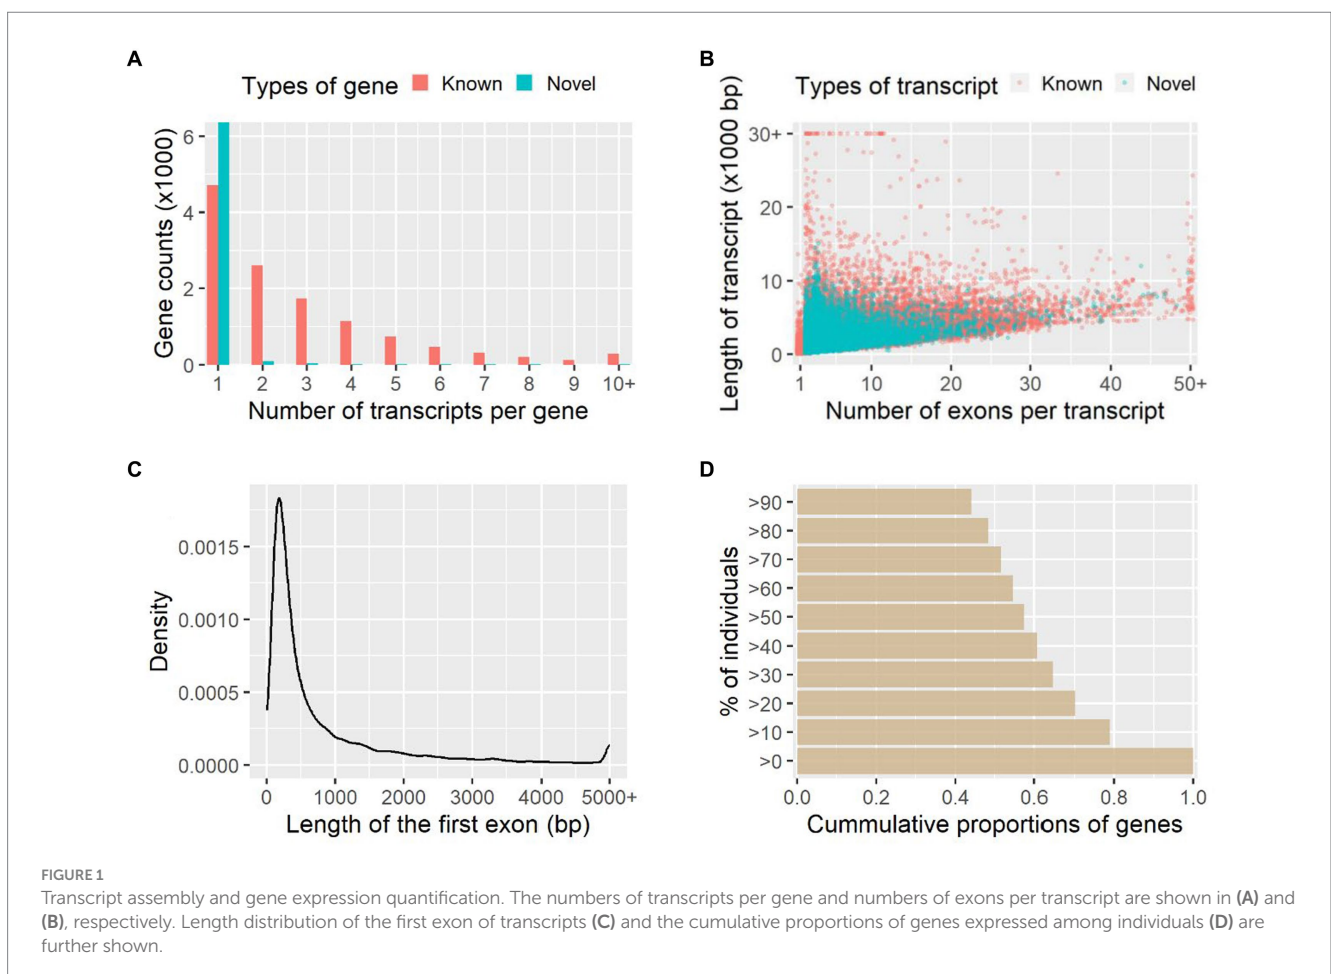 A
Types of gene Known Novel
Gene counts (x1000)
6
4
2
0
1 2 3 4 5 6 7 8 9 10+
Number of transcripts per gene
B
Types of transcript Known Novel
Length of transcript (x1000 bp)
30+
20
10
0
1 10 20 30 40 50+
Number of exons per transcript
C
Density
0.0015
0.0010
0.0005
0.0000
0 1000 2000 3000 4000 5000+
Length of the first exon (bp)
D
% of individuals
>90
>80
>70
>60
>50
>40
>30
>20
>10
>0
0.0 0.2 0.4 0.6 0.8 1.0
Cummulative proportions of genes
FIGURE 1
Transcript assembly and gene expression quantification. The numbers of transcripts per gene and numbers of exons per transcript are shown in (A) and
(B), respectively. Length distribution of the first exon of transcripts (C) and the cumulative proportions of genes expressed among individuals (D) are
further shown.